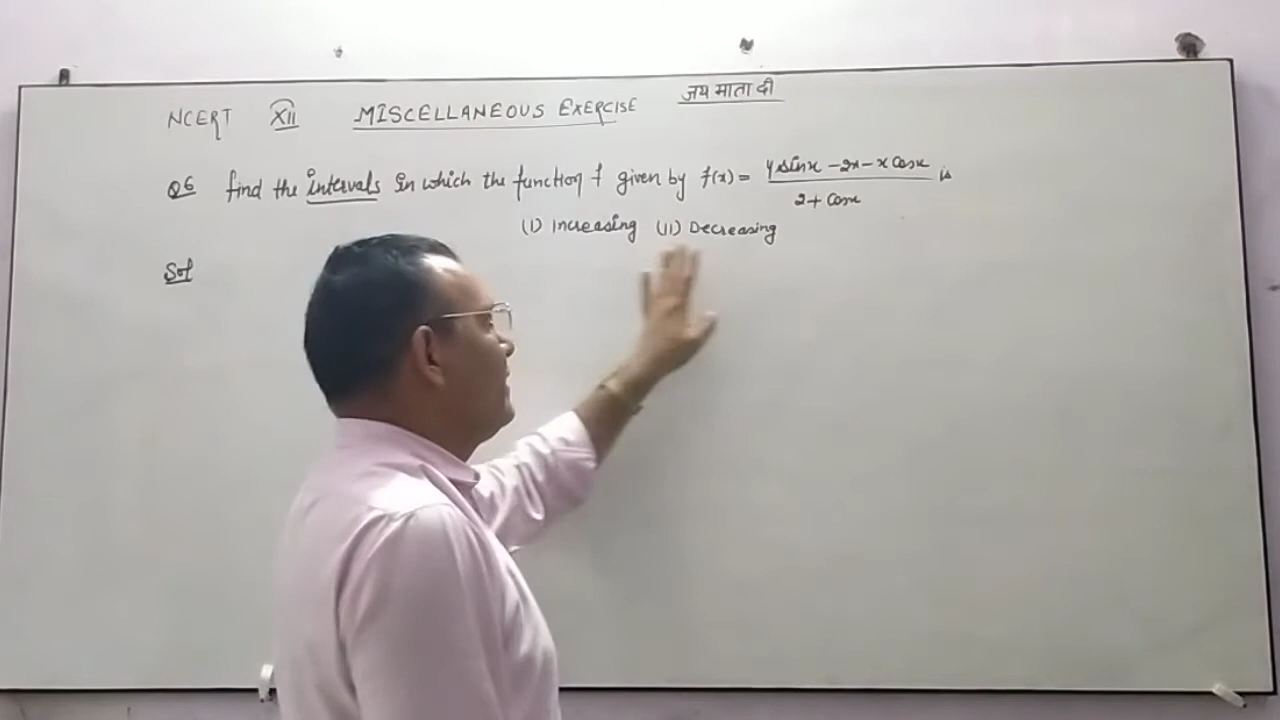 NCERT XII MISCELLANEOUS EXERCISE जय माता दी
Q6 find the intervals in which the function f given by f(x) = 4sinx - 2x - x Cosx / 2 + Cosx is
(I) Increasing (II) Decreasing
Sol